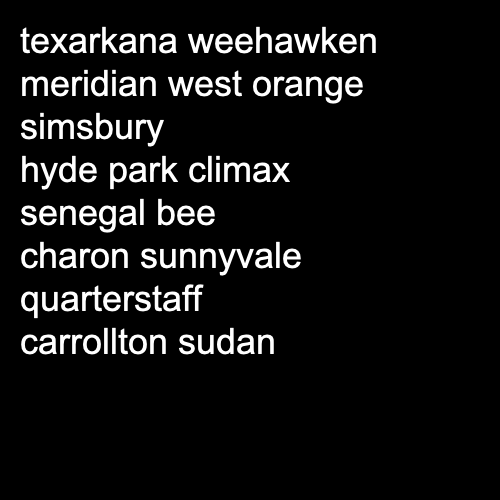 texarkana weehawken
meridian west orange
simsbury
hyde park climax
senegal bee
charon sunnyvale
quarterstaff
carrollton sudan